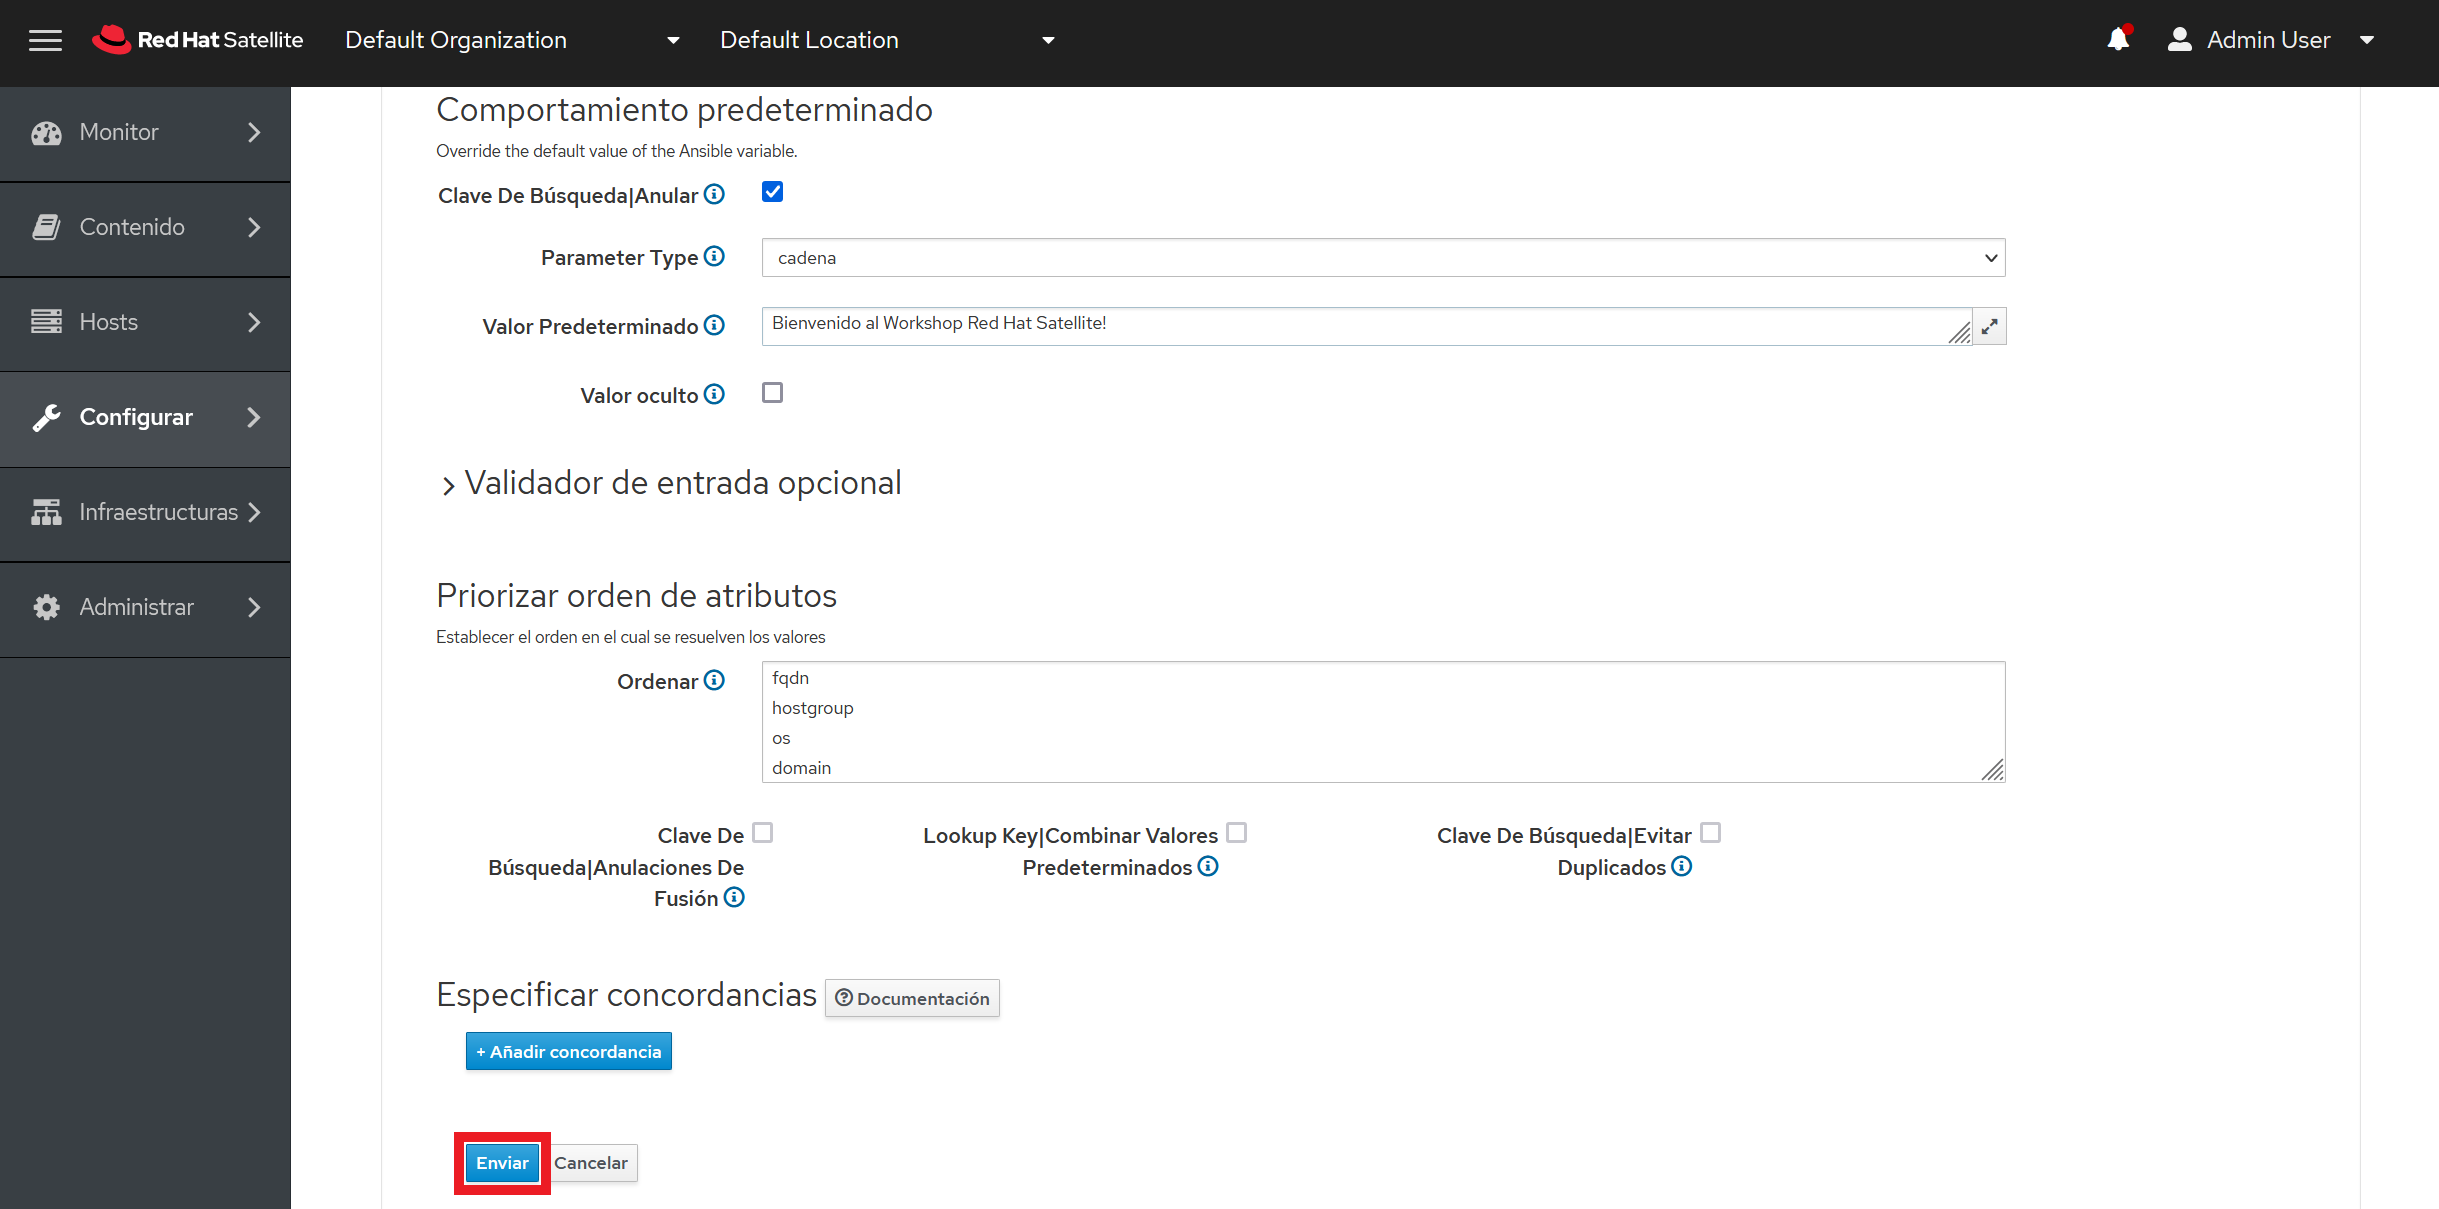 Red Hat Satellite
Default Organization
Default Location
Admin User
Monitor
Contenido
Hosts
Configurar
Infraestructuras
Administrar
Comportamiento predeterminado
Override the default value of the Ansible variable.
Clave De Búsqueda|Anular
Parameter Type
cadena
Valor Predeterminado
Bienvenido al Workshop Red Hat Satellite!
Valor oculto
Validador de entrada opcional
Priorizar orden de atributos
Establecer el orden en el cual se resuelven los valores
Ordenar
fqdn
hostgroup
os
domain
Clave De
Búsqueda|Anulaciones De
Fusión
Lookup Key|Combinar Valores
Predeterminados
Clave De Búsqueda|Evitar
Duplicados
Especificar concordancias
Documentación
+ Añadir concordancia
Enviar
Cancelar